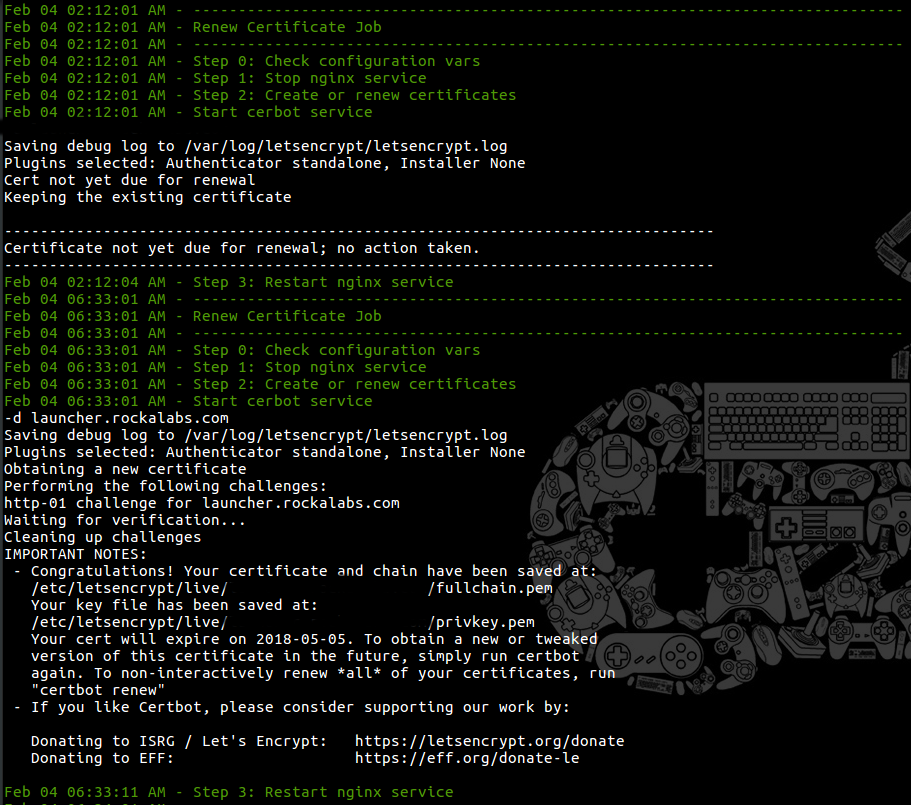 Feb 04 02:12:01 AM - -------------------------------------------------------------------------------
Feb 04 02:12:01 AM - Renew Certificate Job
Feb 04 02:12:01 AM - -------------------------------------------------------------------------------
Feb 04 02:12:01 AM - Step 0: Check configuration vars
Feb 04 02:12:01 AM - Step 1: Stop nginx service
Feb 04 02:12:01 AM - Step 2: Create or renew certificates
Feb 04 02:12:01 AM - Start cerbot service
Saving debug log to /var/log/letsencrypt/letsencrypt.log
Plugins selected: Authenticator standalone, Installer None
Cert not yet due for renewal
Keeping the existing certificate
-------------------------------------------------------------------------------
Certificate not yet due for renewal; no action taken.
-------------------------------------------------------------------------------
Feb 04 02:12:04 AM - Step 3: Restart nginx service
Feb 04 06:33:01 AM - -------------------------------------------------------------------------------
Feb 04 06:33:01 AM - Renew Certificate Job
Feb 04 06:33:01 AM - -------------------------------------------------------------------------------
Feb 04 06:33:01 AM - Step 0: Check configuration vars
Feb 04 06:33:01 AM - Step 1: Stop nginx service
Feb 04 06:33:01 AM - Step 2: Create or renew certificates
Feb 04 06:33:01 AM - Start cerbot service
-d launcher.rockalabs.com
Saving debug log to /var/log/letsencrypt/letsencrypt.log
Plugins selected: Authenticator standalone, Installer None
Obtaining a new certificate
Performing the following challenges:
http-01 challenge for launcher.rockalabs.com
Waiting for verification...
Cleaning up challenges
IMPORTANT NOTES:
- Congratulations! Your certificate and chain have been saved at:
/etc/letsencrypt/live/ /fullchain.pem
Your key file has been saved at:
/etc/letsencrypt/live/ /privkey.pem
Your cert will expire on 2018-05-05. To obtain a new or tweaked
version of this certificate in the future, simply run certbot
again. To non-interactively renew *all* of your certificates, run
"certbot renew"
- If you like Certbot, please consider supporting our work by:
Donating to ISRG / Let's Encrypt: https://letsencrypt.org/donate
Donating to EFF: https://eff.org/donate-le
Feb 04 06:33:11 AM - Step 3: Restart nginx service